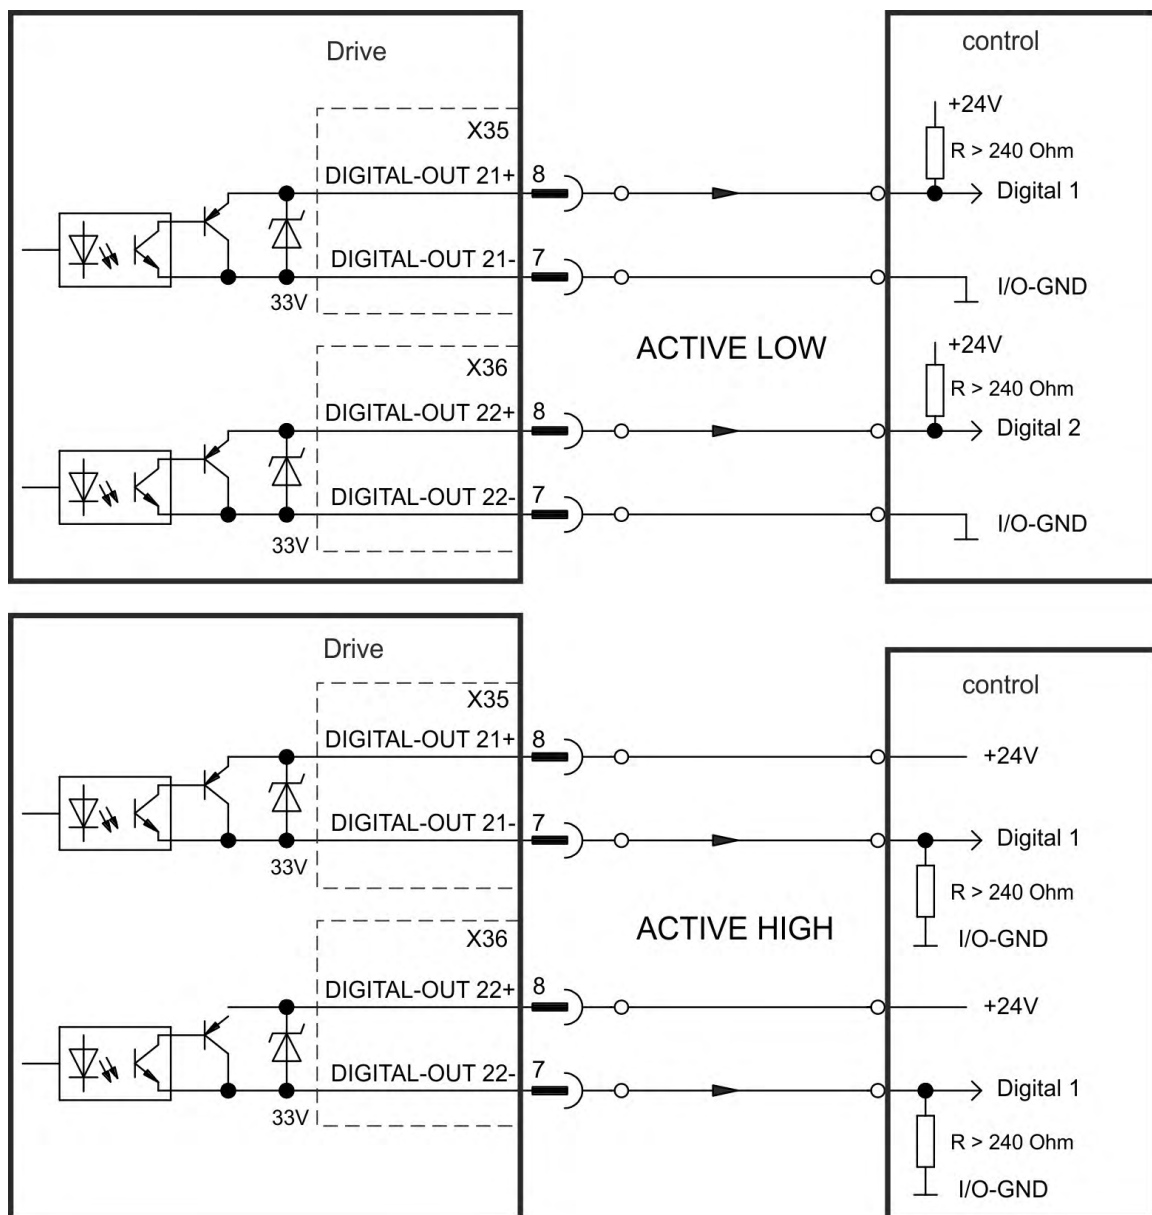 Drive
control
+24V
X35
R > 240 Ohm
DIGITAL-OUT 21+
8
Digital 1
DIGITAL-OUT 21-
7
33V
I/O-GND
ACTIVE LOW
+24V
X36
R > 240 Ohm
DIGITAL-OUT 22+
8
Digital 2
DIGITAL-OUT 22-
7
33V
I/O-GND
Drive
control
X35
DIGITAL-OUT 21+
8
+24V
DIGITAL-OUT 21-
7
Digital 1
33V
R > 240 Ohm
ACTIVE HIGH
I/O-GND
X36
DIGITAL-OUT 22+
8
+24V
DIGITAL-OUT 22-
7
Digital 1
33V
R > 240 Ohm
I/O-GND